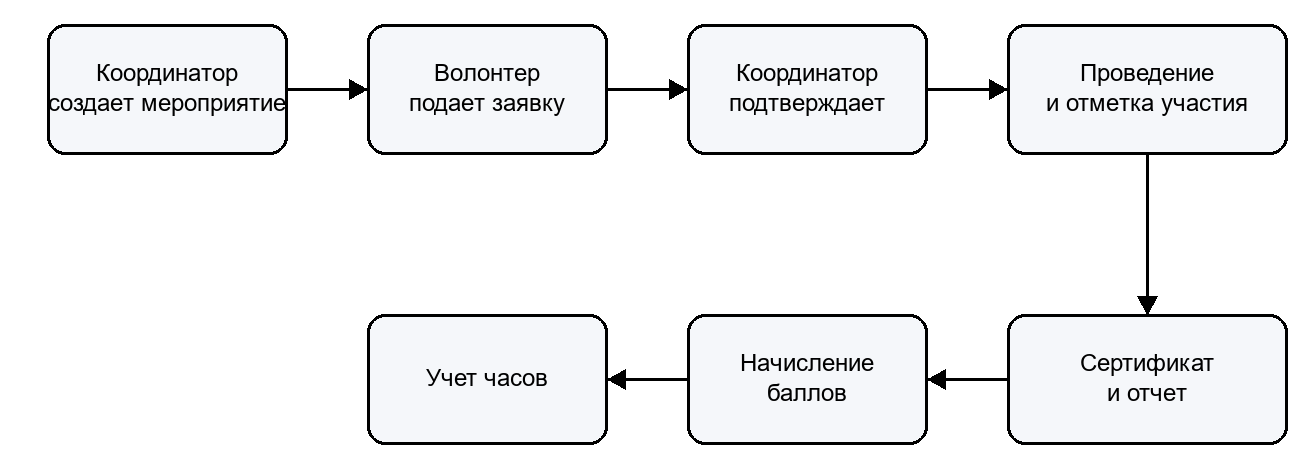 Координатор
создает мероприятие
Волонтер
подает заявку
Координатор
подтверждает
Проведение
и отметка участия
Учет часов
Начисление
баллов
Сертификат
и отчет